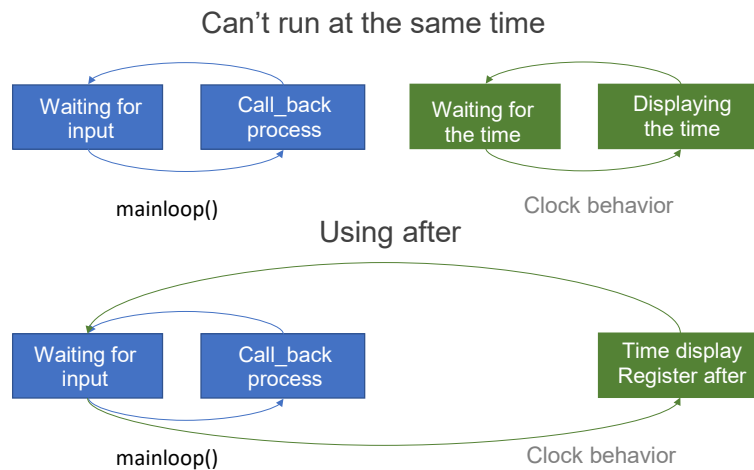 Can't run at the same time
Waiting for
input
Call_back
process
Waiting for
the time
Displaying
the time
mainloop()
Clock behavior
Using after
Waiting for
input
Call_back
process
Time display
Register after
mainloop()
Clock behavior